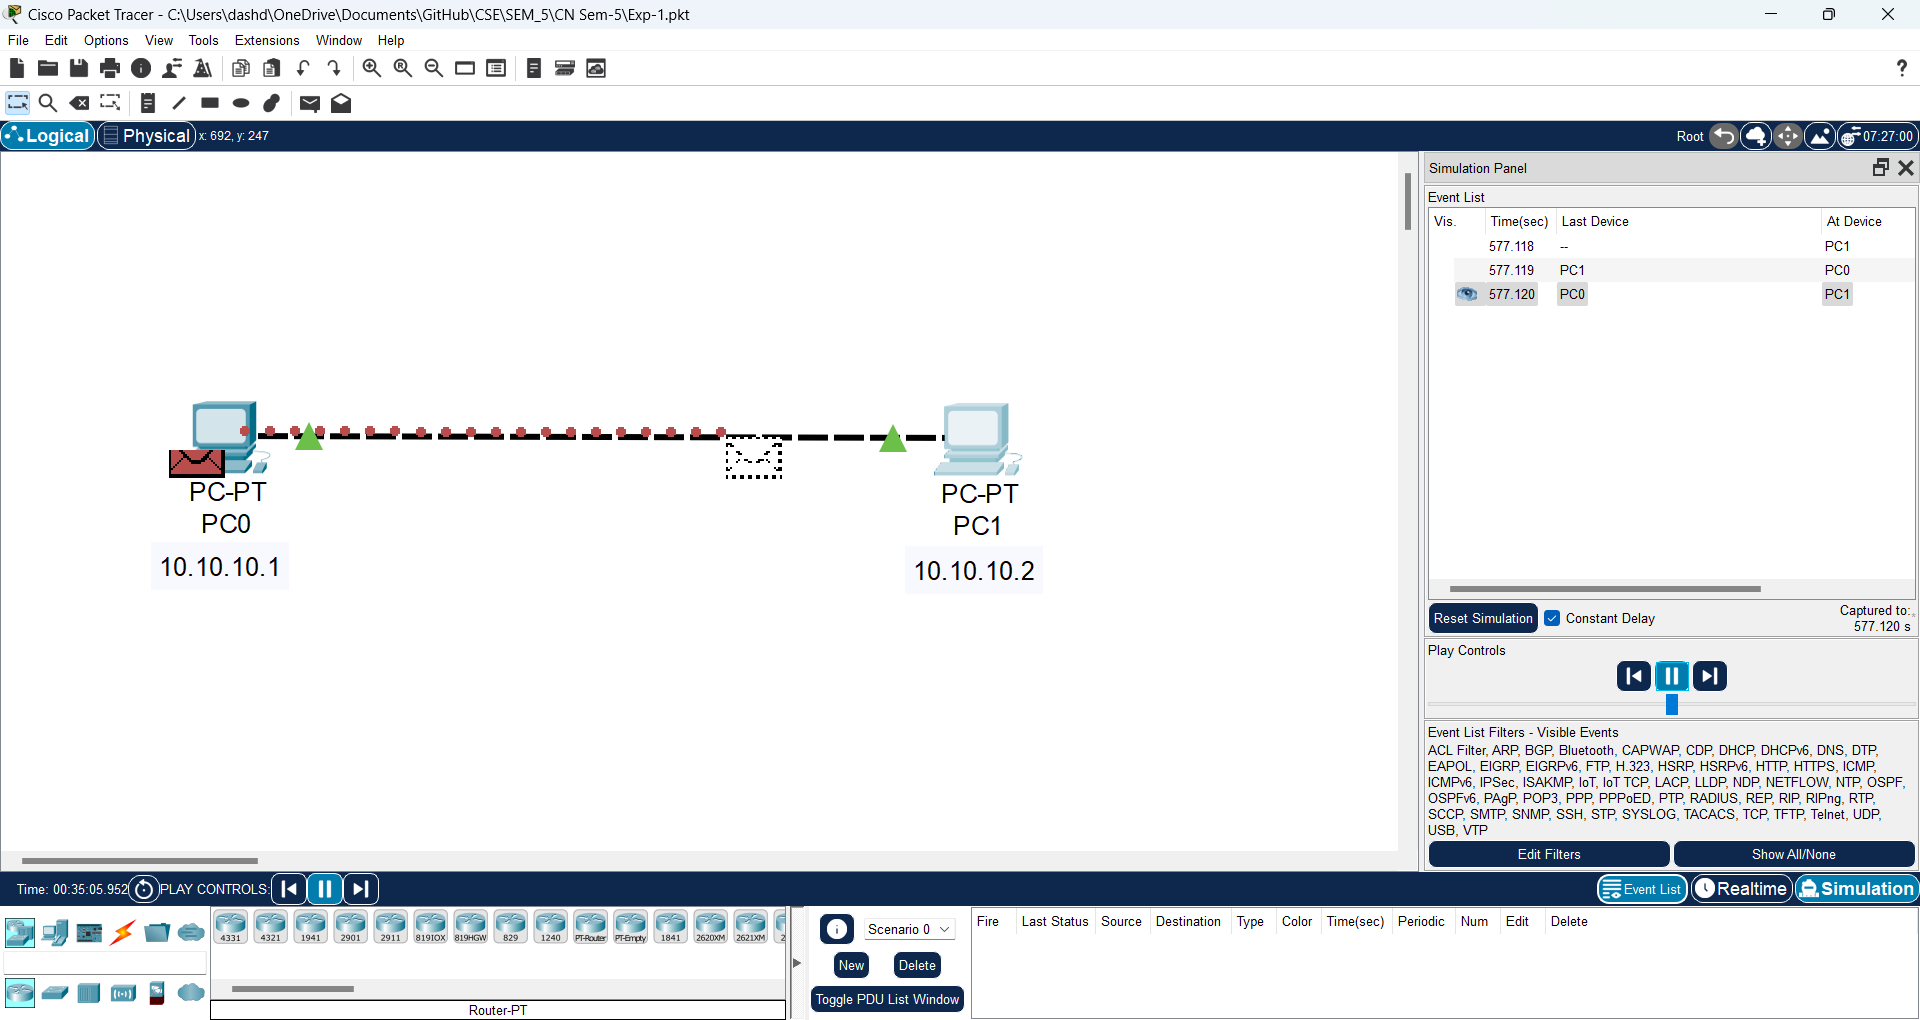 Cisco Packet Tracer - C:\Users\dashd\OneDrive\Documents\GitHub\CSE\SEM_5\CN Sem-5\Exp-1.pkt
File Edit Options View Tools Extensions Window Help
?
Logical Physical x: 692, y: 247 Root 07:27:00
Simulation Panel
Event List
Vis. Time(sec) Last Device At Device
577.118 -- PC1
577.119 PC1 PC0
577.120 PC0 PC1
PC-PT
PC0
10.10.10.1
PC-PT
PC1
10.10.10.2
Reset Simulation Constant Delay Captured to:
577.120 s
Play Controls
Event List Filters - Visible Events
ACL Filter, ARP, BGP, Bluetooth, CAPWAP, CDP, DHCP, DHCPv6, DNS, DTP,
EAPOL, EIGRP, EIGRPv6, FTP, H.323, HSRP, HSRPv6, HTTP, HTTPS, ICMP,
ICMPv6, IPSec, ISAKMP, IoT, IoT TCP, LACP, LLDP, NDP, NETFLOW, NTP, OSPF,
OSPFv6, PAgP, POP3, PPP, PPPoED, PTP, RADIUS, REP, RIP, RIPng, RTP,
SCCP, SMTP, SNMP, SSH, STP, SYSLOG, TACACS, TCP, TFTP, Telnet, UDP,
USB, VTP
Edit Filters Show All/None
Time: 00:35:05.952 PLAY CONTROLS: Event List Realtime Simulation
4331 4321 1941 2901 2911 819IOX 819HGW 829 1240 PT-Router PT-Empty 1841 2620XM 2621XM 2
Router-PT
Scenario 0
New Delete
Toggle PDU List Window
Fire Last Status Source Destination Type Color Time(sec) Periodic Num Edit Delete